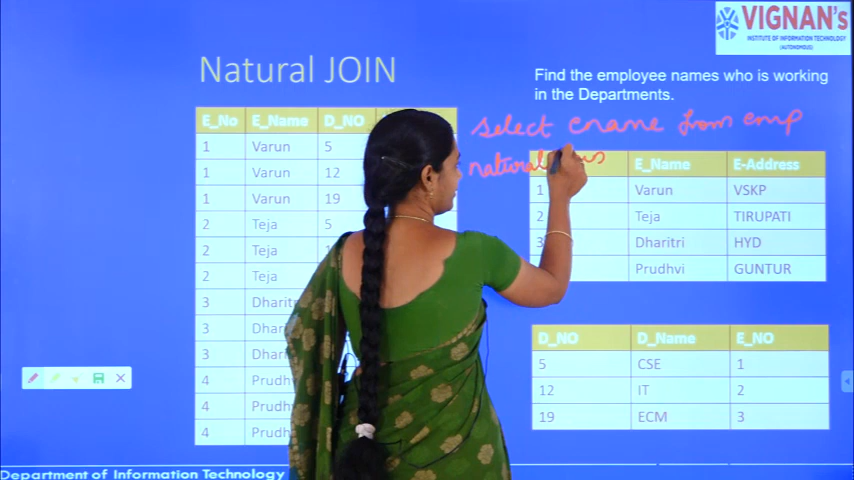 VIGNAN's
INSTITUTE OF INFORMATION TECHNOLOGY
(AUTONOMOUS)
Natural JOIN
Find the employee names who is working
in the Departments.
select ename from emp
natural
E_No E_Name D_NO
1 Varun 5
1 Varun 12
1 Varun 19
2 Teja 5
2 Teja
2 Teja
3 Dharitri
3
3
4
4
4
E_Name E-Address
1 Varun VSKP
2 Teja TIRUPATI
3 Dharitri HYD
Prudhvi GUNTUR
D_NO D_Name E_NO
5 CSE 1
12 IT 2
19 ECM 3
Department of Information Technology